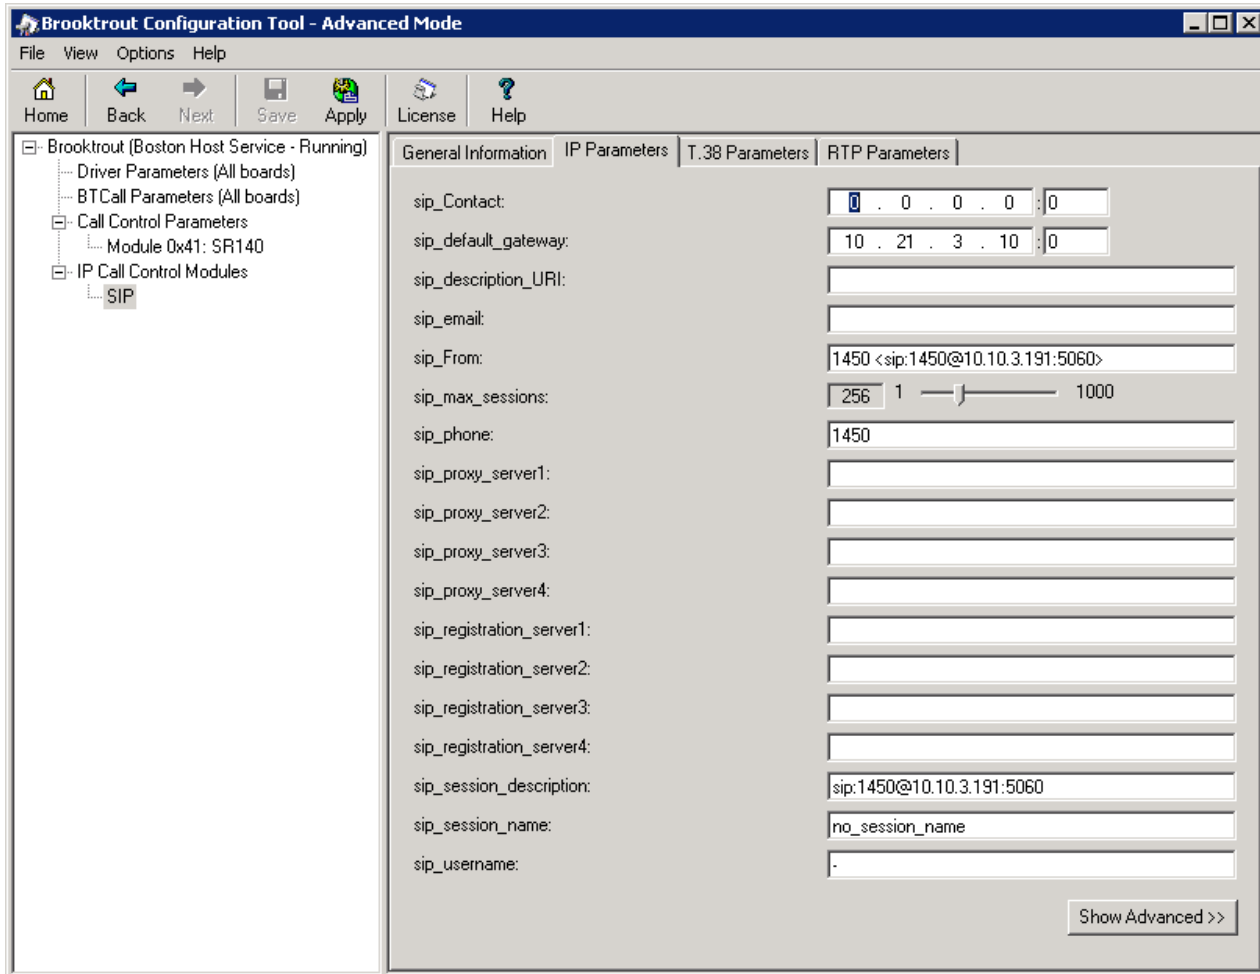 Brooktrout Configuration Tool - Advanced Mode
File View Options Help
Home Back Next Save Apply License Help
Brooktrout (Boston Host Service - Running)
Driver Parameters (All boards)
BTCall Parameters (All boards)
Call Control Parameters
Module 0x41: SR140
IP Call Control Modules
SIP
General Information IP Parameters T.38 Parameters RTP Parameters
sip_Contact: 0 . 0 . 0 . 0 : 0
sip_default_gateway: 10 . 21 . 3 . 10 : 0
sip_description_URI:
sip_email:
sip_From: 1450 <sip:1450@10.10.3.191:5060>
sip_max_sessions: 256 1 1000
sip_phone: 1450
sip_proxy_server1:
sip_proxy_server2:
sip_proxy_server3:
sip_proxy_server4:
sip_registration_server1:
sip_registration_server2:
sip_registration_server3:
sip_registration_server4:
sip_session_description: sip:1450@10.10.3.191:5060
sip_session_name: no_session_name
sip_username: -
Show Advanced >>